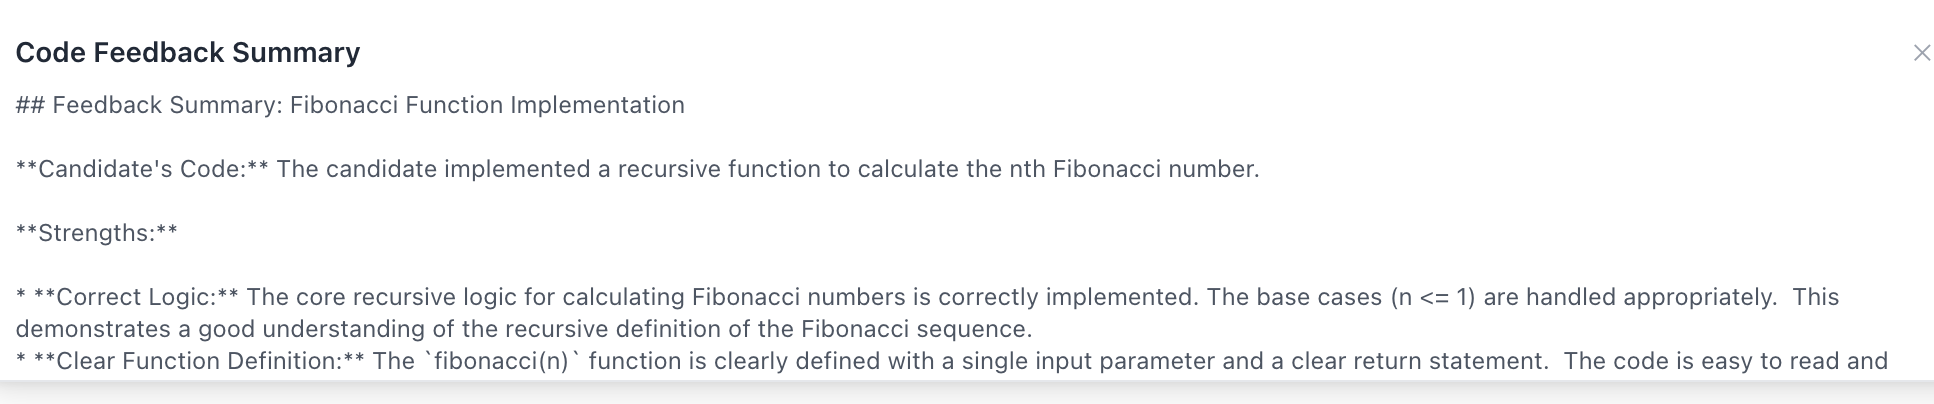 Code Feedback Summary
## Feedback Summary: Fibonacci Function Implementation
**Candidate's Code:** The candidate implemented a recursive function to calculate the nth Fibonacci number.
**Strengths:**
* **Correct Logic:** The core recursive logic for calculating Fibonacci numbers is correctly implemented. The base cases (n <= 1) are handled appropriately.  This
demonstrates a good understanding of the recursive definition of the Fibonacci sequence.
* **Clear Function Definition:** The `fibonacci(n)` function is clearly defined with a single input parameter and a clear return statement.  The code is easy to read and